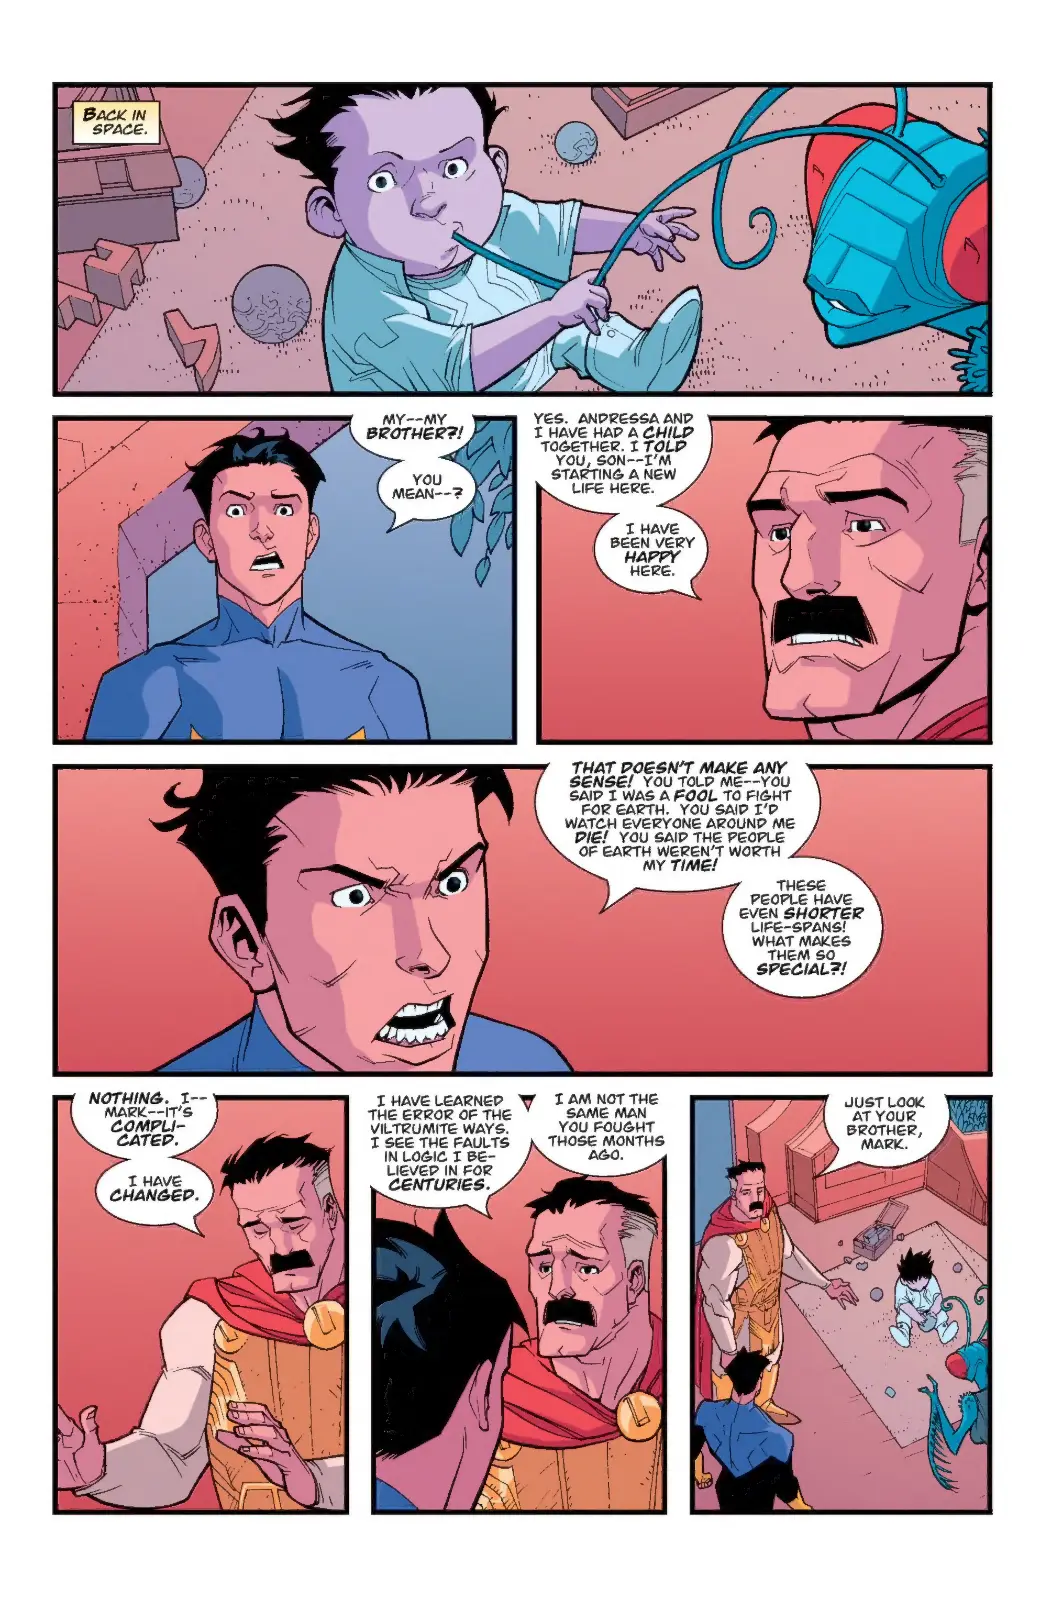 BACK IN
SPACE.
MY--MY
BROTHER?!
YOU
MEAN--?
YES. ANDRESSA AND
I HAVE HAD A CHILD
TOGETHER. I TOLD
YOU, SON--I'M
STARTING A NEW
LIFE HERE.
I HAVE
BEEN VERY
HAPPY
HERE.
THAT DOESN'T MAKE ANY
SENSE! YOU TOLD ME--YOU
SAID I WAS A FOOL TO FIGHT
FOR EARTH. YOU SAID I'D
WATCH EVERYONE AROUND ME
DIE! YOU SAID THE PEOPLE
OF EARTH WEREN'T WORTH
MY TIME!
THESE
PEOPLE HAVE
EVEN SHORTER
LIFE-SPANS!
WHAT MAKES
THEM SO
SPECIAL?!
NOTHING. I--
MARK--IT'S
COMPLI-
CATED.
I HAVE
CHANGED.
I HAVE LEARNED
THE ERROR OF THE
VILTRUMITE WAYS.
I SEE THE FAULTS
IN LOGIC I BE-
LIEVED IN FOR
CENTURIES.
I AM NOT THE
SAME MAN
YOU FOUGHT
THOSE MONTHS
AGO.
JUST LOOK
AT YOUR
BROTHER,
MARK.